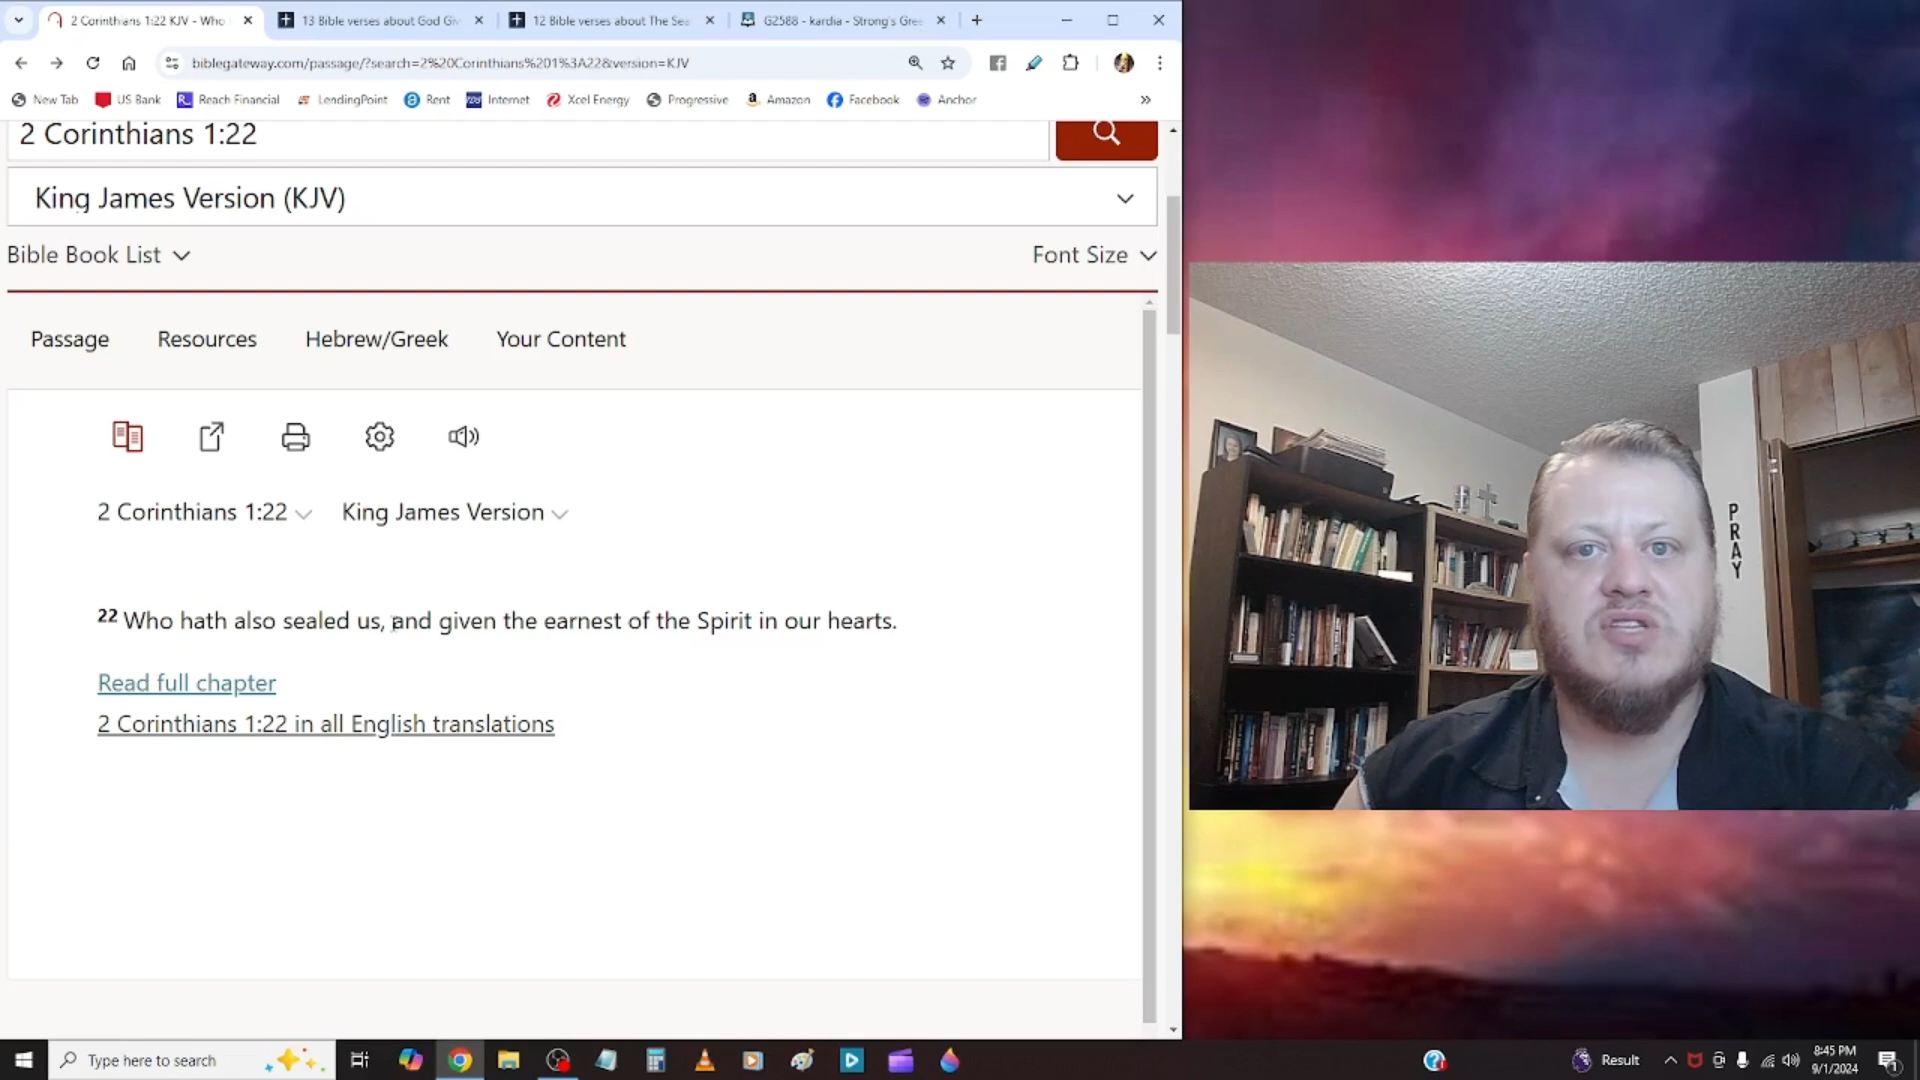 2 Corinthians 1:22 KJV - Who
13 Bible verses about God Giv
12 Bible verses about The Sea
G2588 - kardia - Strong's Gree
biblegateway.com/passage/?search=2%20Corinthians%201%3A22&version=KJV
New Tab
US Bank
Reach Financial
LendingPoint
Rent
Internet
Xcel Energy
Progressive
Amazon
Facebook
Anchor
2 Corinthians 1:22
King James Version (KJV)
Bible Book List
Font Size
Passage
Resources
Hebrew/Greek
Your Content
2 Corinthians 1:22
King James Version
22 Who hath also sealed us, and given the earnest of the Spirit in our hearts.
Read full chapter
2 Corinthians 1:22 in all English translations
PRAY
Type here to search
Result
8:45 PM
9/1/2024